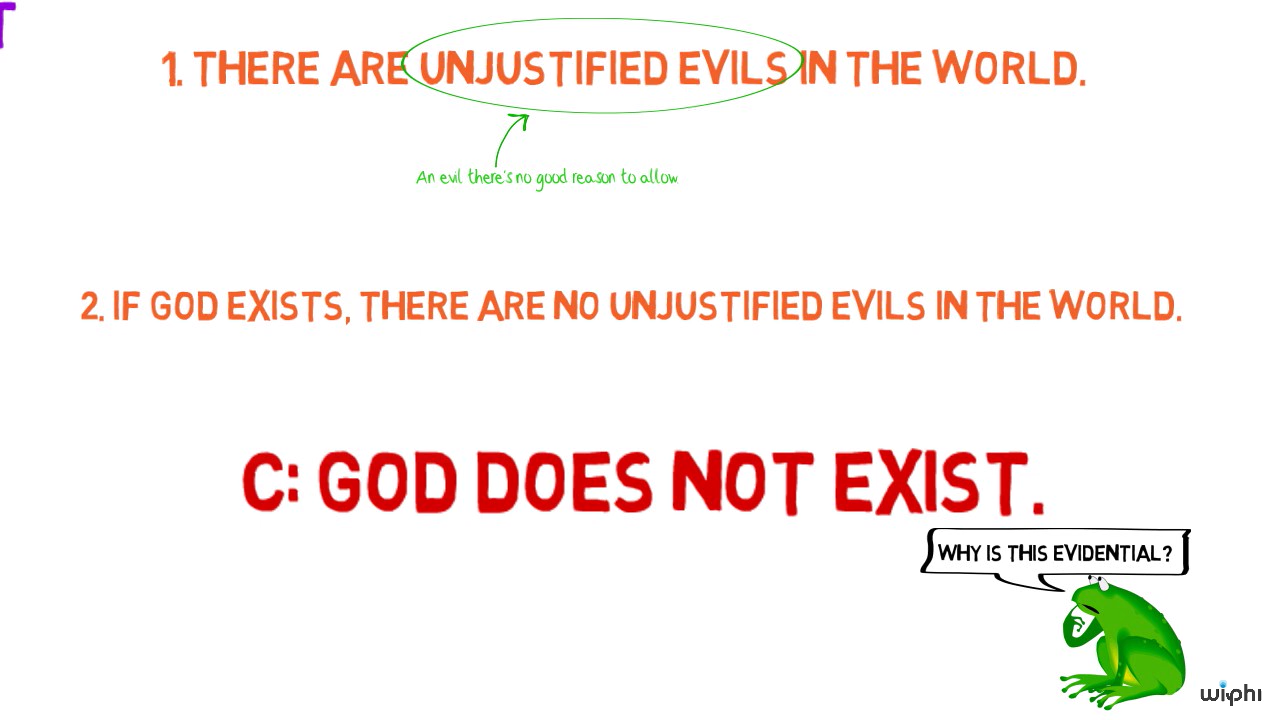 T
1. THERE ARE UNJUSTIFIED EVILS IN THE WORLD.
An evil there's no good reason to allow
2. IF GOD EXISTS, THERE ARE NO UNJUSTIFIED EVILS IN THE WORLD.
C: GOD DOES NOT EXIST.
WHY IS THIS EVIDENTIAL?
wiphi